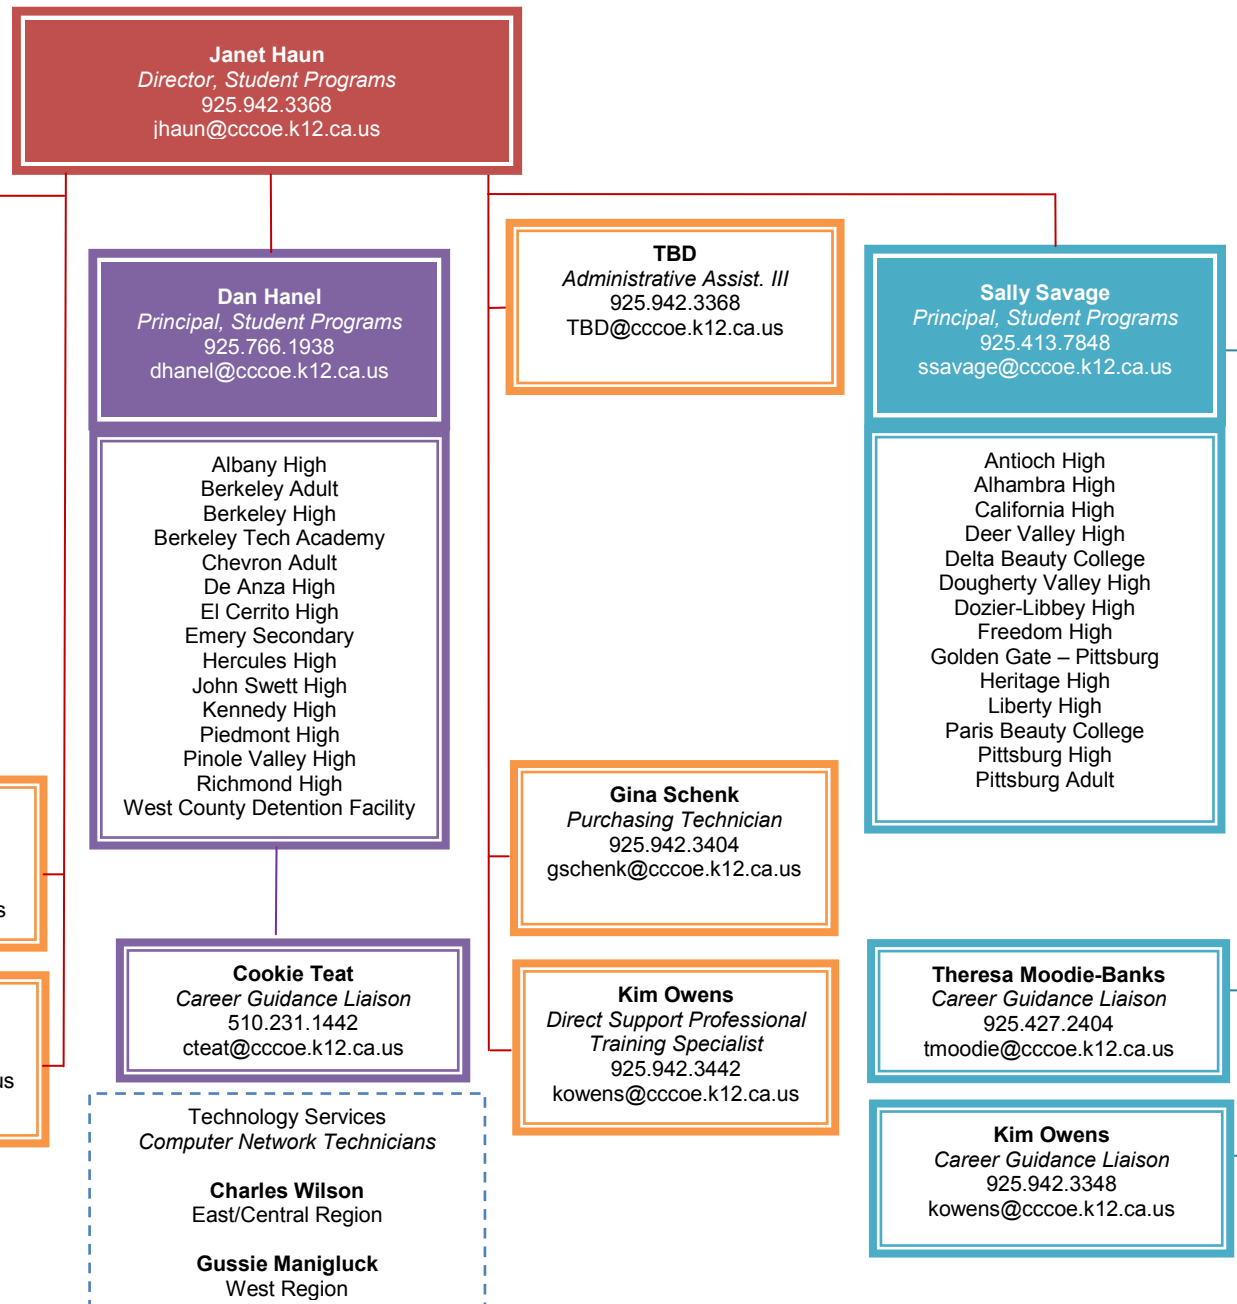 Janet Haun
Director, Student Programs
925.942.3368
jhaun@cccoe.k12.ca.us
Dan Hanel
Principal, Student Programs
925.766.1938
dhanel@cccoe.k12.ca.us
Albany High
Berkeley Adult
Berkeley High
Berkeley Tech Academy
Chevron Adult
De Anza High
El Cerrito High
Emery Secondary
Hercules High
John Swett High
Kennedy High
Piedmont High
Pinole Valley High
Richmond High
West County Detention Facility
Cookie Teat
Career Guidance Liaison
510.231.1442
cteat@cccoe.k12.ca.us
Technology Services
Computer Network Technicians
Charles Wilson
East/Central Region
Gussie Manigluck
West Region
TBD
Administrative Assist. III
925.942.3368
TBD@cccoe.k12.ca.us
Gina Schenk
Purchasing Technician
925.942.3404
gschenk@cccoe.k12.ca.us
Kim Owens
Direct Support Professional
Training Specialist
925.942.3442
kowens@cccoe.k12.ca.us
Sally Savage
Principal, Student Programs
925.413.7848
ssavage@cccoe.k12.ca.us
Antioch High
Alhambra High
California High
Deer Valley High
Delta Beauty College
Dougherty Valley High
Dozier-Libbey High
Freedom High
Golden Gate – Pittsburg
Heritage High
Liberty High
Paris Beauty College
Pittsburg High
Pittsburg Adult
Theresa Moodie-Banks
Career Guidance Liaison
925.427.2404
tmoodie@cccoe.k12.ca.us
Kim Owens
Career Guidance Liaison
925.942.3348
kowens@cccoe.k12.ca.us